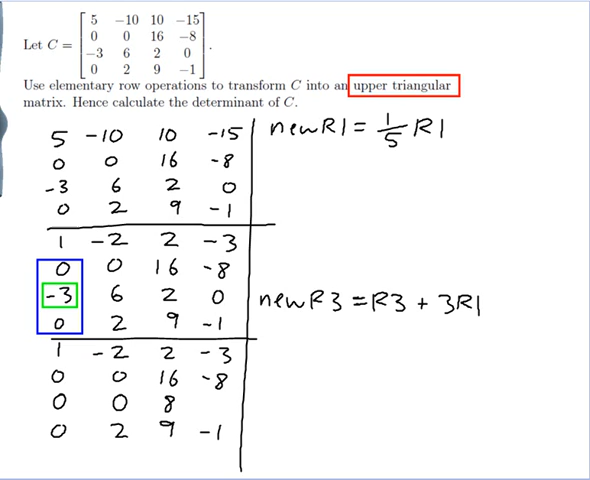 Let C = [ 5 −10 10 −15
0 0 16 −8
−3 6 2 0
0 2 9 −1 ].
Use elementary row operations to transform C into an upper triangular
matrix. Hence calculate the determinant of C.
5 -10 10 -15 newR1 = 1/5 R1
0 0 16 -8
-3 6 2 0
0 2 9 -1
1 -2 2 -3
0 0 16 -8
-3 6 2 0 newR3 = R3 + 3R1
0 2 9 -1
1 -2 2 -3
0 0 16 -8
0 0 8
0 2 9 -1